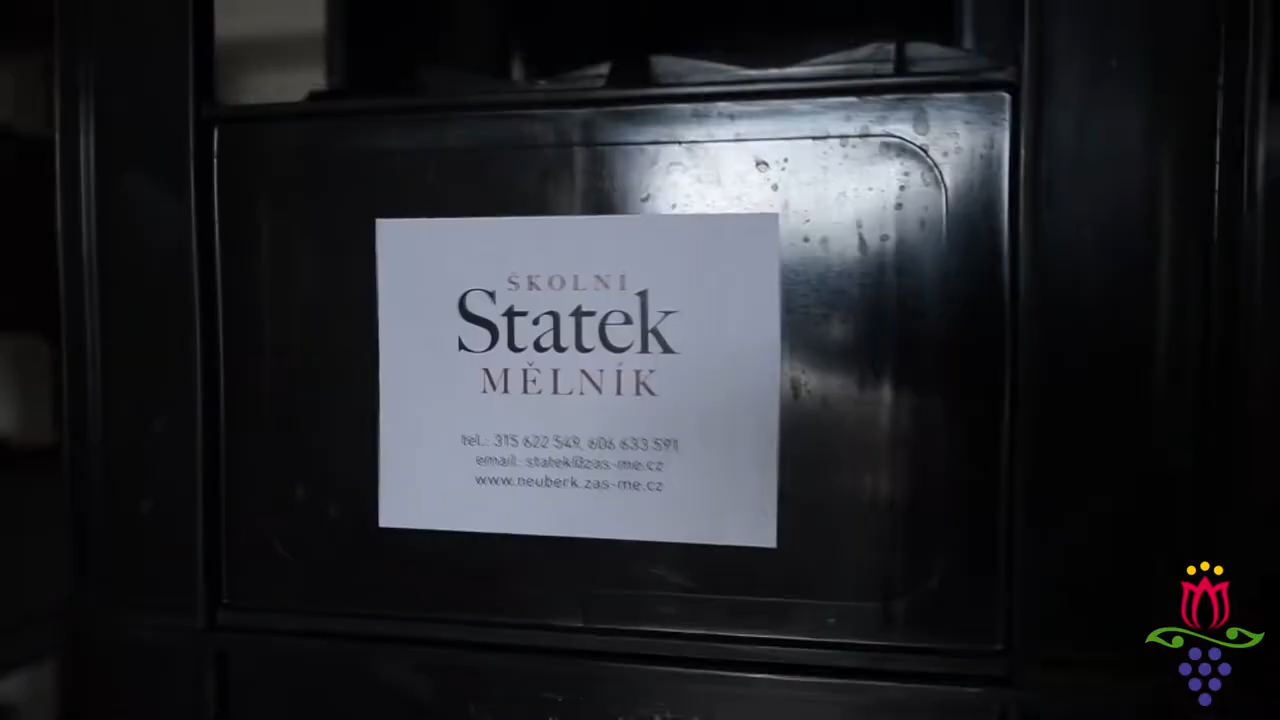 ŠKOLNÍ
Statek
MĚLNÍK
tel.: 315 622 549, 606 633 591
email: statek@zas-me.cz
www.neuberk.zas-me.cz